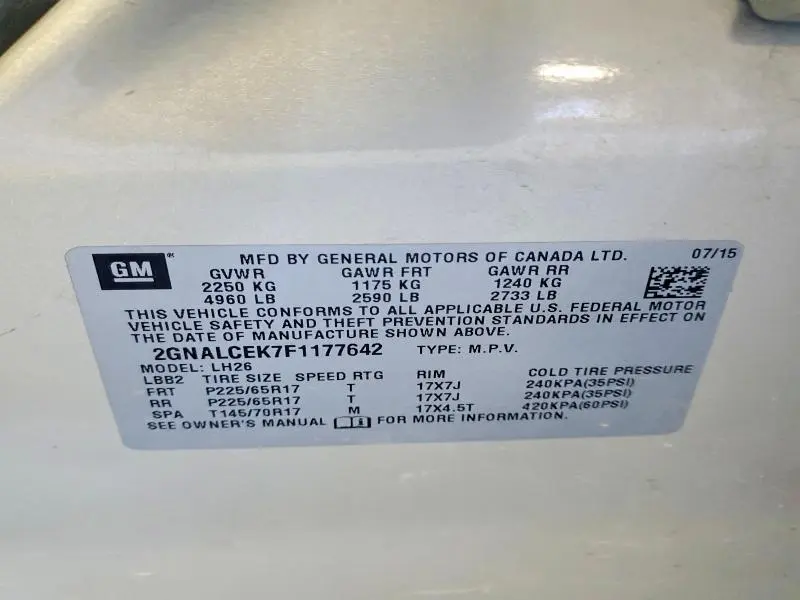 GM ® MFD BY GENERAL MOTORS OF CANADA LTD. 07/15
GVWR GAWR FRT GAWR RR
2250 KG 1175 KG 1240 KG
4960 LB 2590 LB 2733 LB
THIS VEHICLE CONFORMS TO ALL APPLICABLE U.S. FEDERAL MOTOR
VEHICLE SAFETY AND THEFT PREVENTION STANDARDS IN EFFECT ON
THE DATE OF MANUFACTURE SHOWN ABOVE.
2GNALCEK7F1177642 TYPE: M.P.V.
MODEL: LH26
LBB2 TIRE SIZE SPEED RTG RIM COLD TIRE PRESSURE
FRT P225/65R17 T 17X7J 240KPA(35PSI)
RR P225/65R17 T 17X7J 240KPA(35PSI)
SPA T145/70R17 M 17X4.5T 420KPA(60PSI)
SEE OWNER'S MANUAL FOR MORE INFORMATION